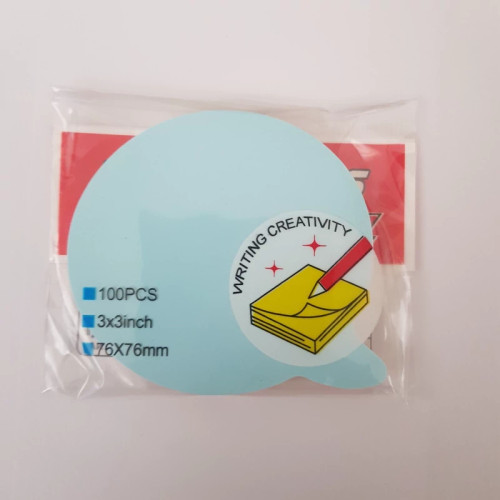 WRITING CREATIVITY
100PCS
3x3inch
76X76mm